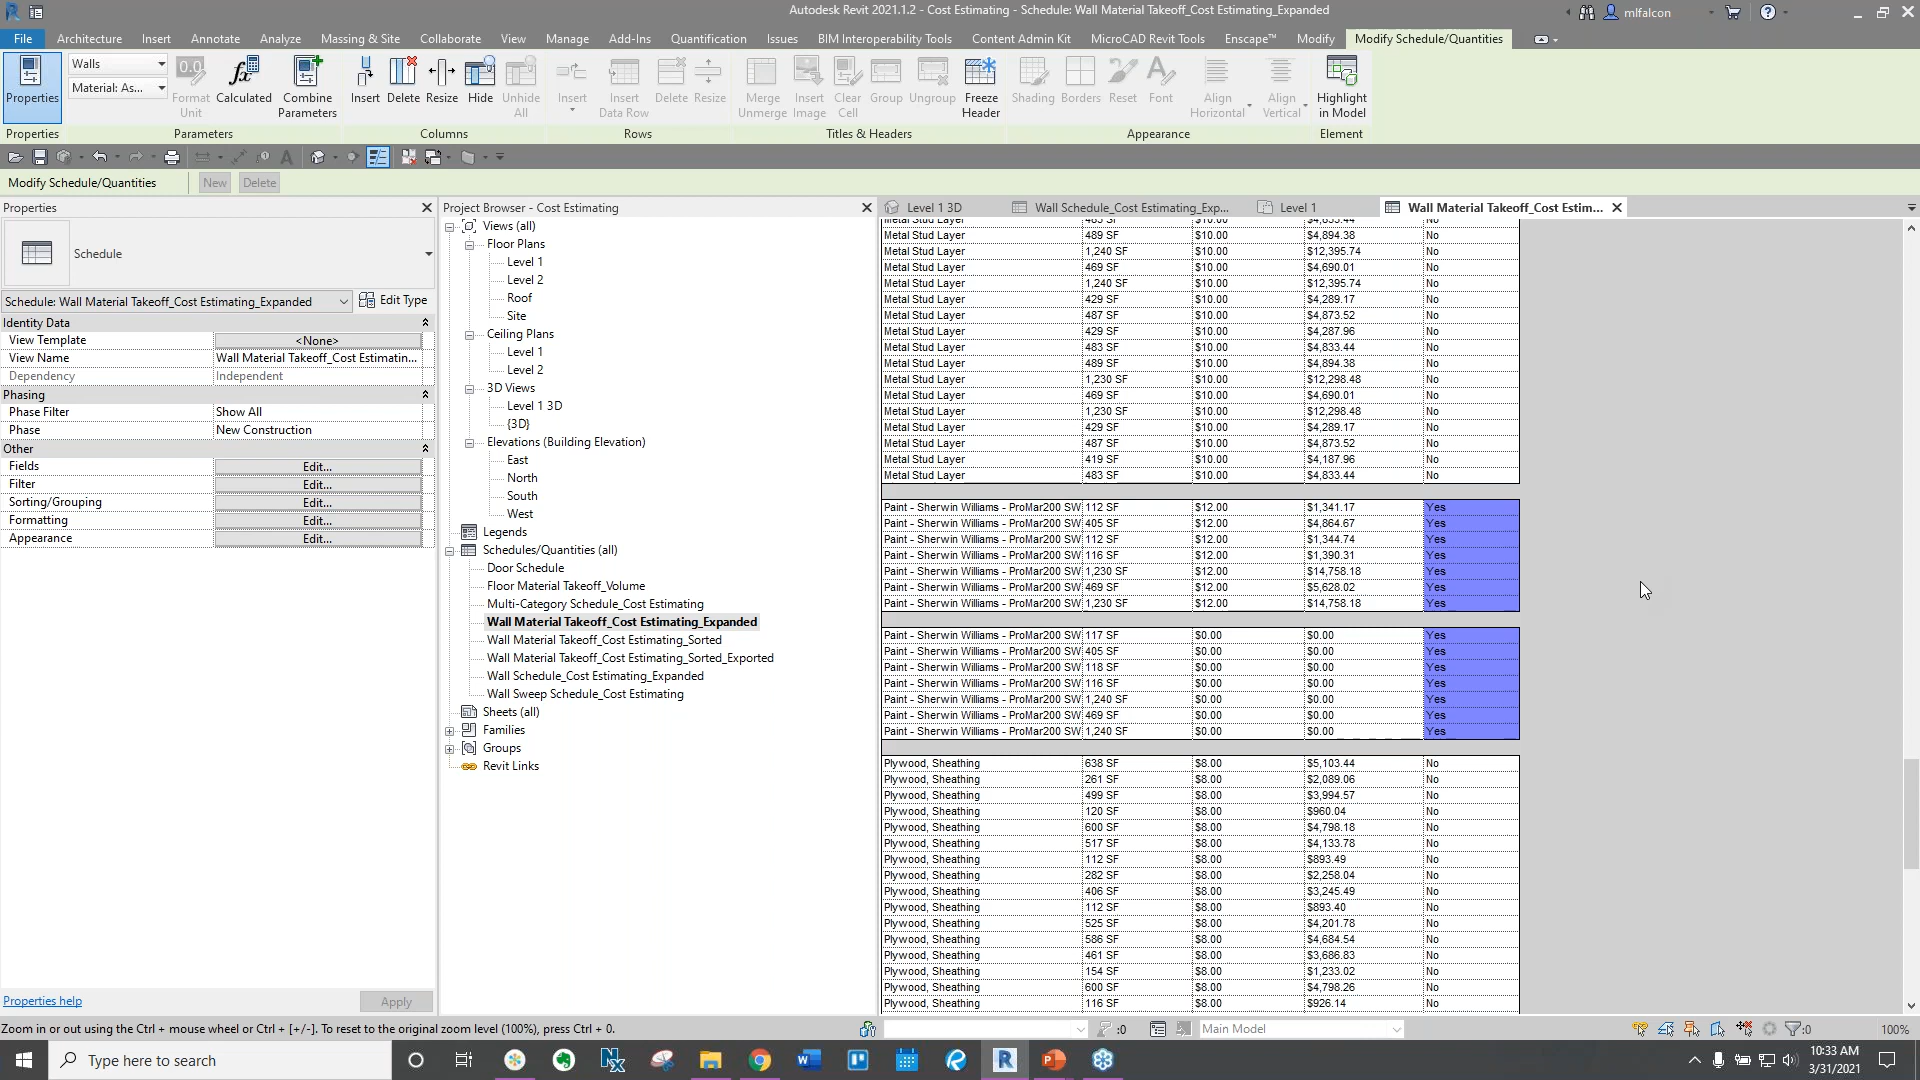 Autodesk Revit 2021.1.2 - Cost Estimating - Schedule: Wall Material Takeoff_Cost Estimating_Expanded
mlfalcon
File Architecture Insert Annotate Analyze Massing & Site Collaborate View Manage Add-Ins Quantification Issues BIM Interoperability Tools Content Admin Kit MicroCAD Revit Tools Enscape™ Modify Modify Schedule/Quantities
Walls
Material: As...
Properties Format Unit Calculated Combine Parameters Insert Delete Resize Hide Unhide All Insert Insert Data Row Delete Resize Merge Unmerge Insert Image Clear Cell Group Ungroup Freeze Header Shading Borders Reset Font Align Horizontal Align Vertical Highlight in Model
Properties Parameters Columns Rows Titles & Headers Appearance Element
Modify Schedule/Quantities New Delete
Properties
Schedule
Schedule: Wall Material Takeoff_Cost Estimating_Expanded Edit Type
Identity Data
View Template <None>
View Name Wall Material Takeoff_Cost Estimatin...
Dependency Independent
Phasing
Phase Filter Show All
Phase New Construction
Other
Fields Edit...
Filter Edit...
Sorting/Grouping Edit...
Formatting Edit...
Appearance Edit...
Properties help Apply
Project Browser - Cost Estimating
Views (all)
Floor Plans
Level 1
Level 2
Roof
Site
Ceiling Plans
Level 1
Level 2
3D Views
Level 1 3D
{3D}
Elevations (Building Elevation)
East
North
South
West
Legends
Schedules/Quantities (all)
Door Schedule
Floor Material Takeoff_Volume
Multi-Category Schedule_Cost Estimating
Wall Material Takeoff_Cost Estimating_Expanded
Wall Material Takeoff_Cost Estimating_Sorted
Wall Material Takeoff_Cost Estimating_Sorted_Exported
Wall Schedule_Cost Estimating_Expanded
Wall Sweep Schedule_Cost Estimating
Sheets (all)
Families
Groups
Revit Links
Level 1 3D Wall Schedule_Cost Estimating_Exp... Level 1 Wall Material Takeoff_Cost Estim...
Metal Stud Layer 483 SF $10.00 $4,833.44 No
Metal Stud Layer 489 SF $10.00 $4,894.38 No
Metal Stud Layer 1,240 SF $10.00 $12,395.74 No
Metal Stud Layer 469 SF $10.00 $4,690.01 No
Metal Stud Layer 1,240 SF $10.00 $12,395.74 No
Metal Stud Layer 429 SF $10.00 $4,289.17 No
Metal Stud Layer 487 SF $10.00 $4,873.52 No
Metal Stud Layer 429 SF $10.00 $4,287.96 No
Metal Stud Layer 483 SF $10.00 $4,833.44 No
Metal Stud Layer 489 SF $10.00 $4,894.38 No
Metal Stud Layer 1,230 SF $10.00 $12,298.48 No
Metal Stud Layer 469 SF $10.00 $4,690.01 No
Metal Stud Layer 1,230 SF $10.00 $12,298.48 No
Metal Stud Layer 429 SF $10.00 $4,289.17 No
Metal Stud Layer 487 SF $10.00 $4,873.52 No
Metal Stud Layer 419 SF $10.00 $4,187.96 No
Metal Stud Layer 483 SF $10.00 $4,833.44 No
Paint - Sherwin Williams - ProMar200 SW 112 SF $12.00 $1,341.17 Yes
Paint - Sherwin Williams - ProMar200 SW 405 SF $12.00 $4,864.67 Yes
Paint - Sherwin Williams - ProMar200 SW 112 SF $12.00 $1,344.74 Yes
Paint - Sherwin Williams - ProMar200 SW 116 SF $12.00 $1,390.31 Yes
Paint - Sherwin Williams - ProMar200 SW 1,230 SF $12.00 $14,758.18 Yes
Paint - Sherwin Williams - ProMar200 SW 469 SF $12.00 $5,628.02 Yes
Paint - Sherwin Williams - ProMar200 SW 1,230 SF $12.00 $14,758.18 Yes
Paint - Sherwin Williams - ProMar200 SW 117 SF $0.00 $0.00 Yes
Paint - Sherwin Williams - ProMar200 SW 405 SF $0.00 $0.00 Yes
Paint - Sherwin Williams - ProMar200 SW 118 SF $0.00 $0.00 Yes
Paint - Sherwin Williams - ProMar200 SW 116 SF $0.00 $0.00 Yes
Paint - Sherwin Williams - ProMar200 SW 1,240 SF $0.00 $0.00 Yes
Paint - Sherwin Williams - ProMar200 SW 469 SF $0.00 $0.00 Yes
Paint - Sherwin Williams - ProMar200 SW 1,240 SF $0.00 $0.00 Yes
Plywood, Sheathing 638 SF $8.00 $5,103.44 No
Plywood, Sheathing 261 SF $8.00 $2,089.06 No
Plywood, Sheathing 499 SF $8.00 $3,994.57 No
Plywood, Sheathing 120 SF $8.00 $960.04 No
Plywood, Sheathing 600 SF $8.00 $4,798.18 No
Plywood, Sheathing 517 SF $8.00 $4,133.78 No
Plywood, Sheathing 112 SF $8.00 $893.49 No
Plywood, Sheathing 282 SF $8.00 $2,258.04 No
Plywood, Sheathing 406 SF $8.00 $3,245.49 No
Plywood, Sheathing 112 SF $8.00 $893.40 No
Plywood, Sheathing 525 SF $8.00 $4,201.78 No
Plywood, Sheathing 586 SF $8.00 $4,684.54 No
Plywood, Sheathing 461 SF $8.00 $3,686.83 No
Plywood, Sheathing 154 SF $8.00 $1,233.02 No
Plywood, Sheathing 600 SF $8.00 $4,798.26 No
Plywood, Sheathing 116 SF $8.00 $926.14 No
Zoom in or out using the Ctrl + mouse wheel or Ctrl + [+/-]. To reset to the original zoom level (100%), press Ctrl + 0. :0 Main Model :0 100%
Type here to search
10:33 AM
3/31/2021